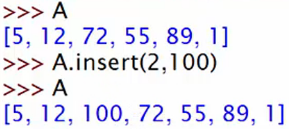 >>> A
[5, 12, 72, 55, 89, 1]
>>> A.insert(2,100)
>>> A
[5, 12, 100, 72, 55, 89, 1]